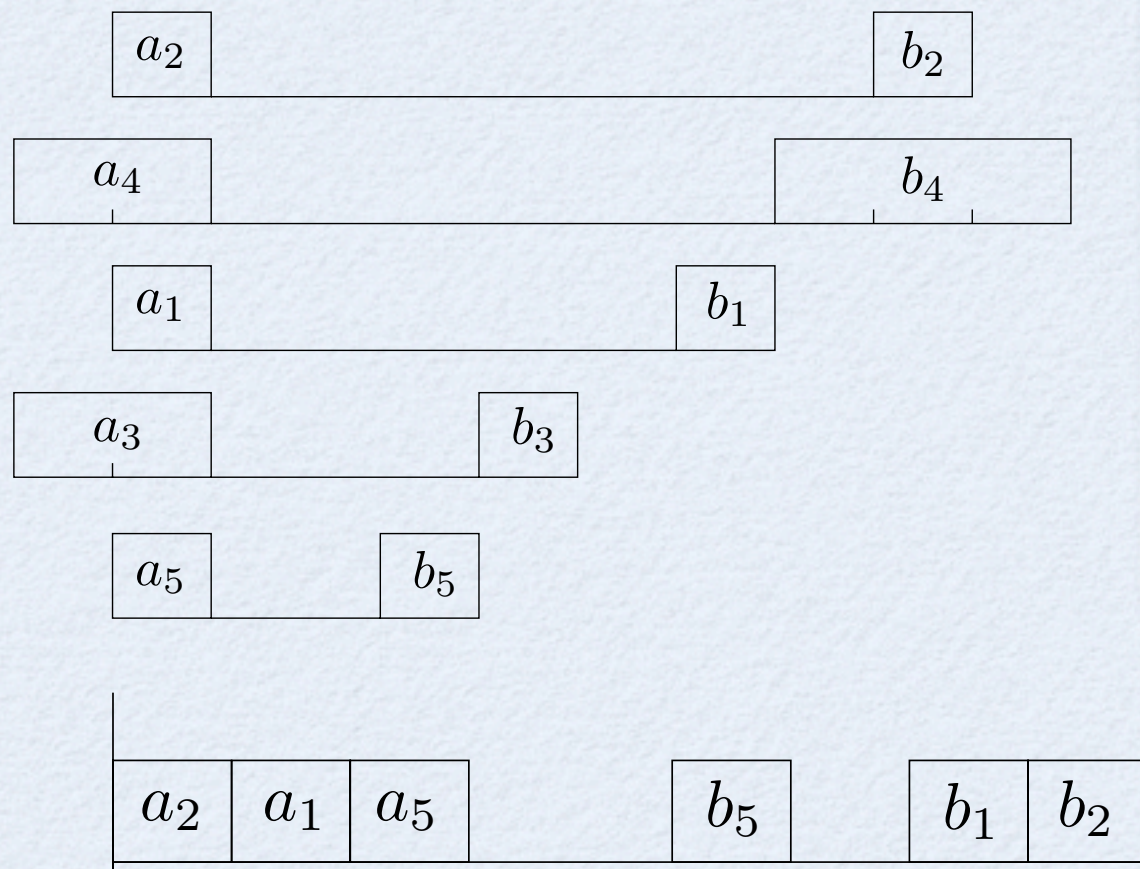 a₂ b₂
a₄ b₄
a₁ b₁
a₃ b₃
a₅ b₅
a₂ a₁ a₅ b₅ b₁ b₂